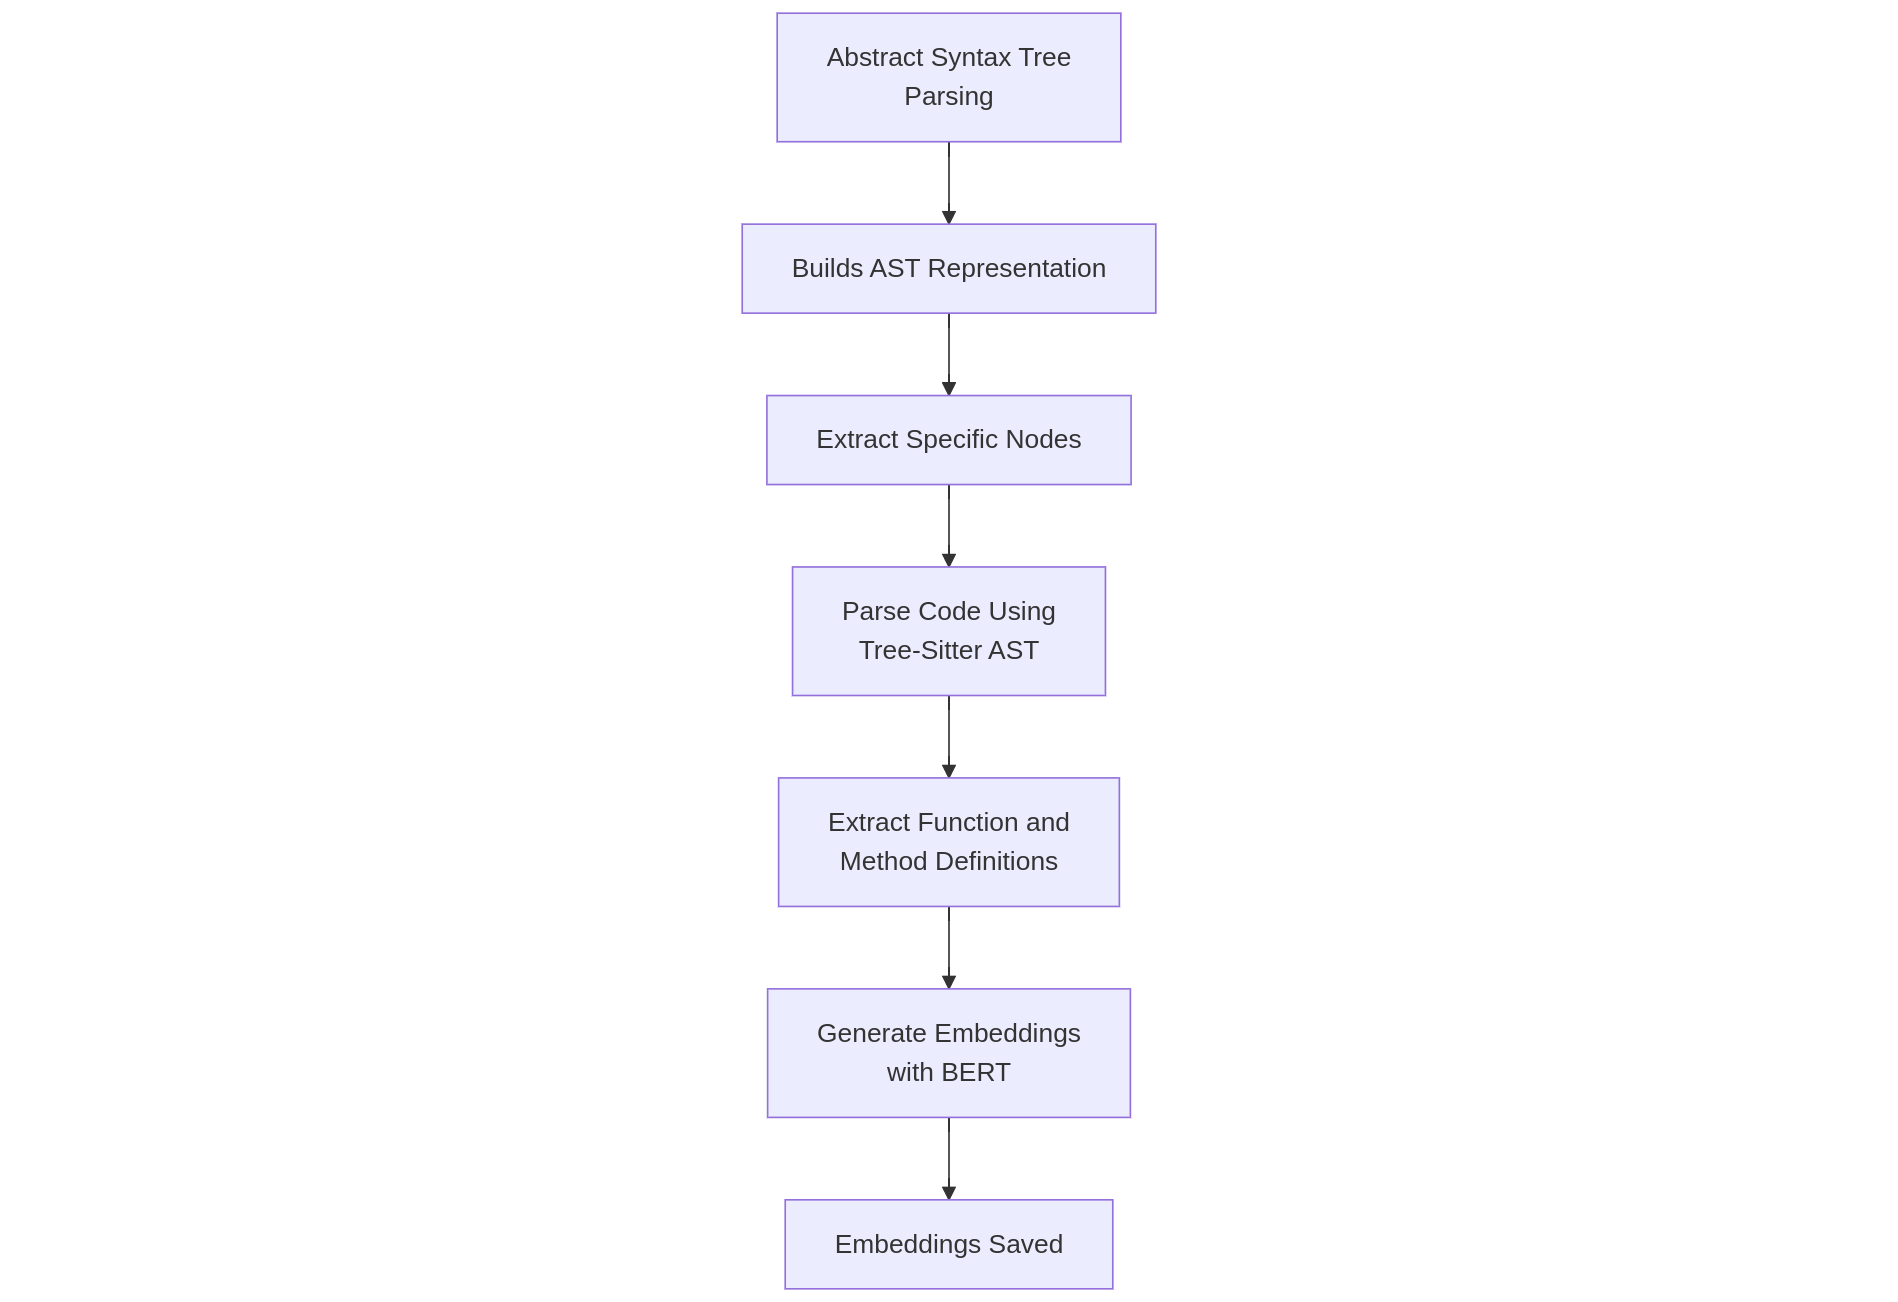 Abstract Syntax Tree
Parsing
Builds AST Representation
Extract Specific Nodes
Parse Code Using
Tree-Sitter AST
Extract Function and
Method Definitions
Generate Embeddings
with BERT
Embeddings Saved